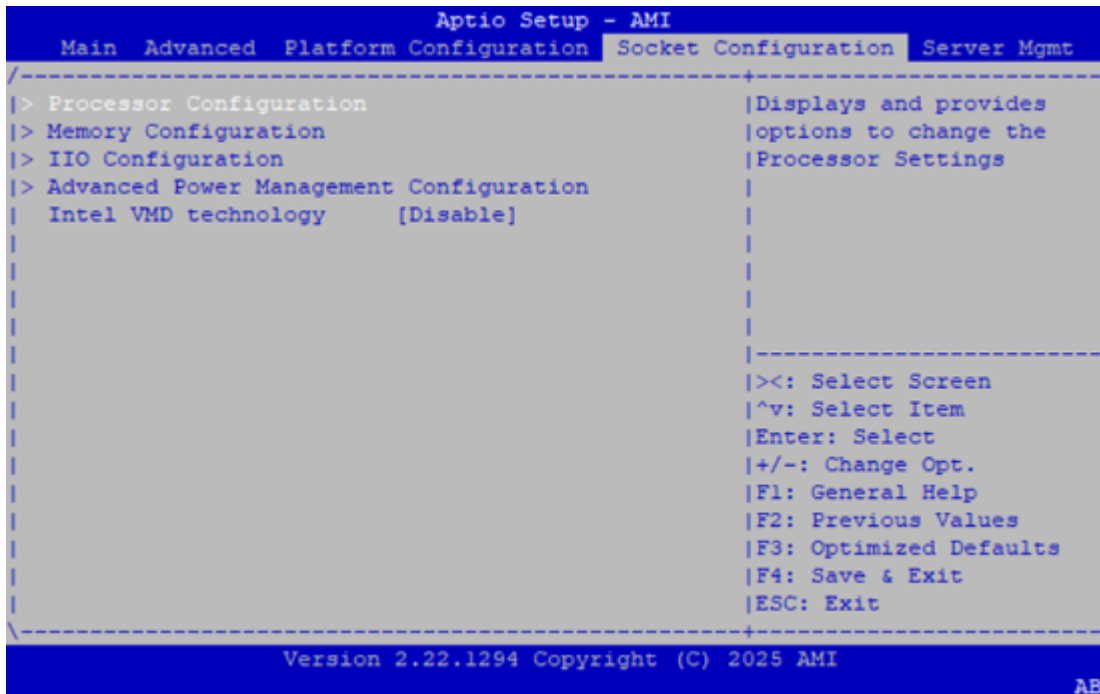 Aptio Setup - AMI
Main Advanced Platform Configuration Socket Configuration Server Mgmt
/----------------------------------------------------+-------------------------
|> Processor Configuration |Displays and provides
|> Memory Configuration |options to change the
|> IIO Configuration |Processor Settings
|> Advanced Power Management Configuration |
| Intel VMD technology [Disable] |
| |
| |
| |
| |
| |-------------------------
| |><: Select Screen
| |^v: Select Item
| |Enter: Select
| |+/-: Change Opt.
| |F1: General Help
| |F2: Previous Values
| |F3: Optimized Defaults
| |F4: Save & Exit
| |ESC: Exit
\----------------------------------------------------+-------------------------
Version 2.22.1294 Copyright (C) 2025 AMI
AB